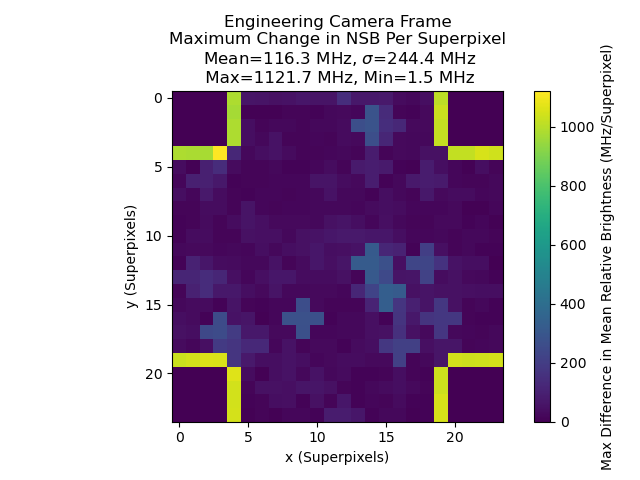 Engineering Camera Frame
Maximum Change in NSB Per Superpixel
Mean=116.3 MHz, σ=244.4 MHz
Max=1121.7 MHz, Min=1.5 MHz
0
5
10
15
20
y (Superpixels)
0
5
10
15
20
x (Superpixels)
1000
800
600
400
200
0
Max Difference in Mean Relative Brightness (MHz/Superpixel)